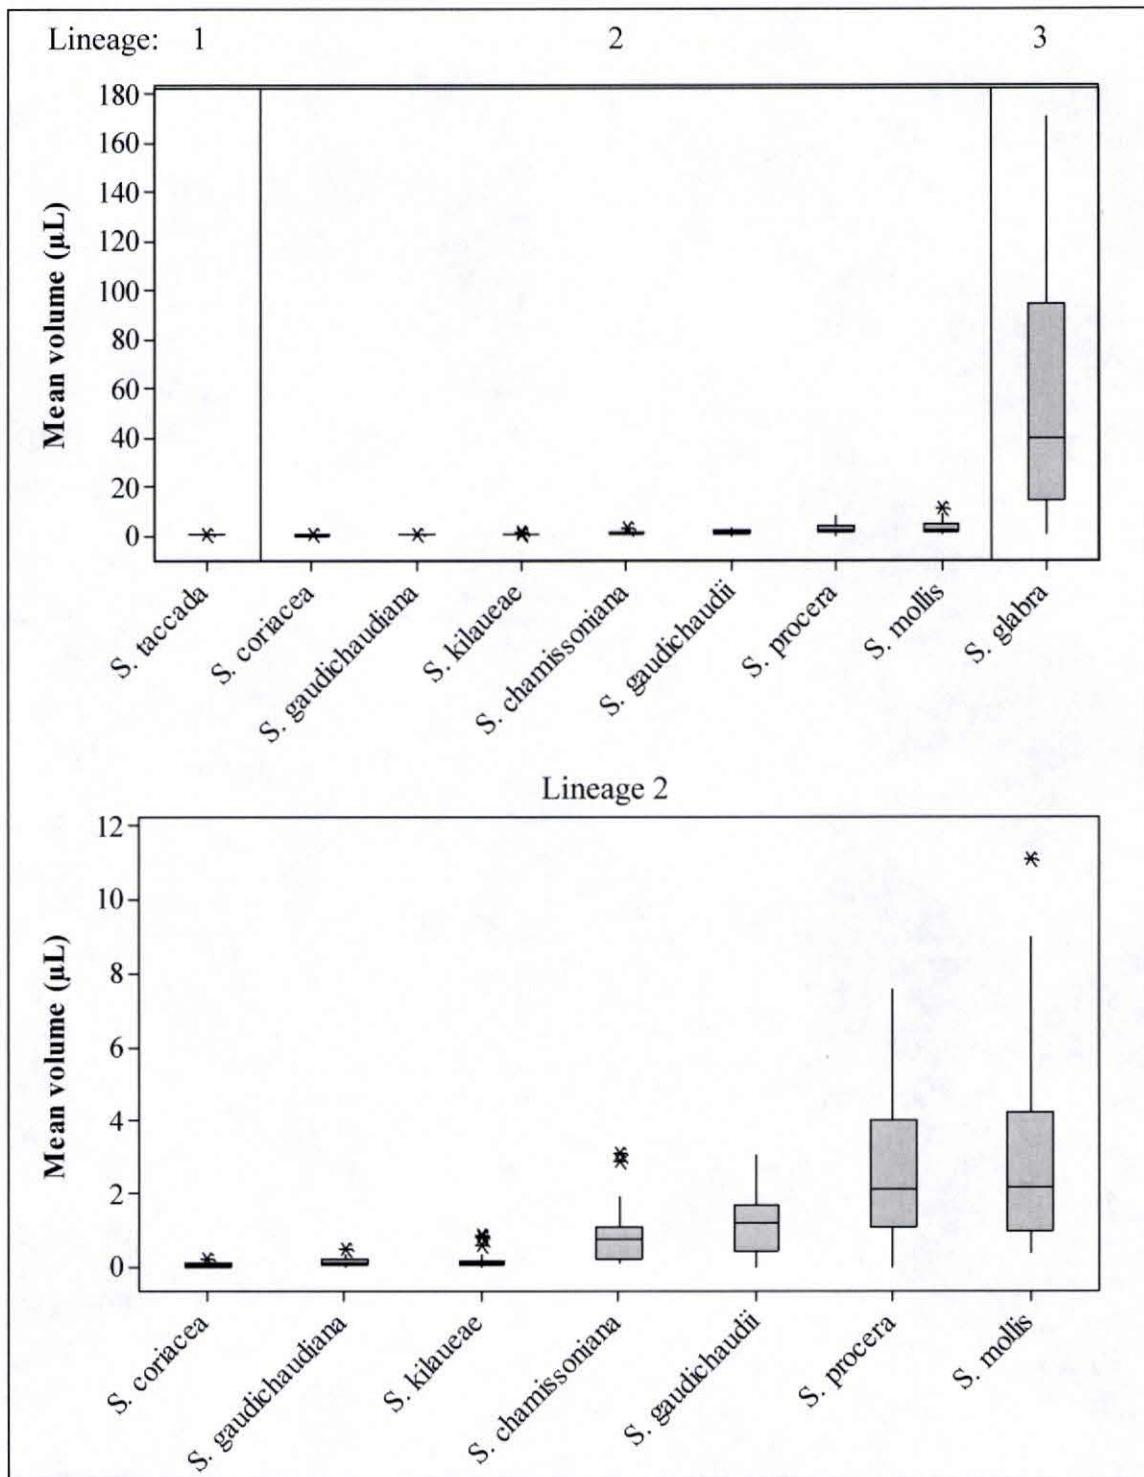 Lineage: 1 2 3
180
160
140
120
100
80
60
40
20
0
Mean volume (µL)
S. taccada
S. coriacea
S. gaudichaudiana
S. kilaueae
S. chamissoniana
S. gaudichaudii
S. procera
S. mollis
S. glabra
Lineage 2
12
10
8
6
4
2
0
Mean volume (µL)
S. coriacea
S. gaudichaudiana
S. kilaueae
S. chamissoniana
S. gaudichaudii
S. procera
S. mollis